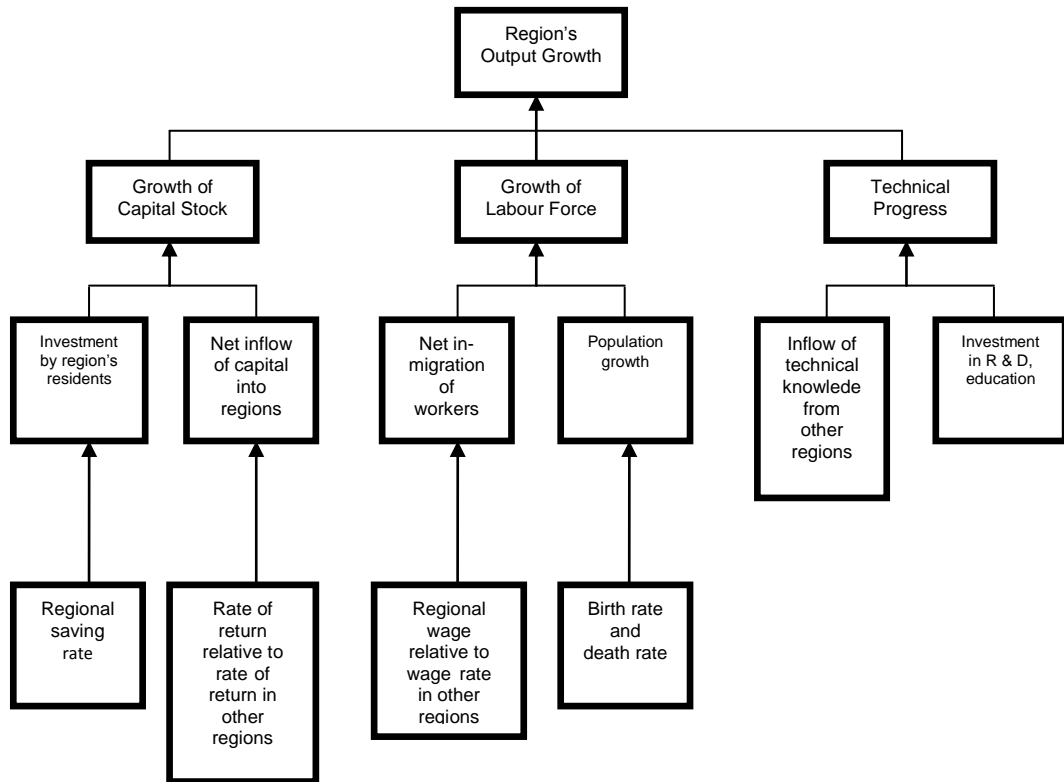 Region's
Output Growth
Growth of
Capital Stock
Growth of
Labour Force
Technical
Progress
Investment
by region's
residents
Net inflow
of capital
into
regions
Net in-
migration
of
workers
Population
growth
Inflow of
technical
knowlede
from
other
regions
Investment
in R & D,
education
Regional
saving
rate
Rate of
return
relative to
rate of
return in
other
regions
Regional
wage
relative to
wage rate
in other
regions
Birth rate
and
death rate